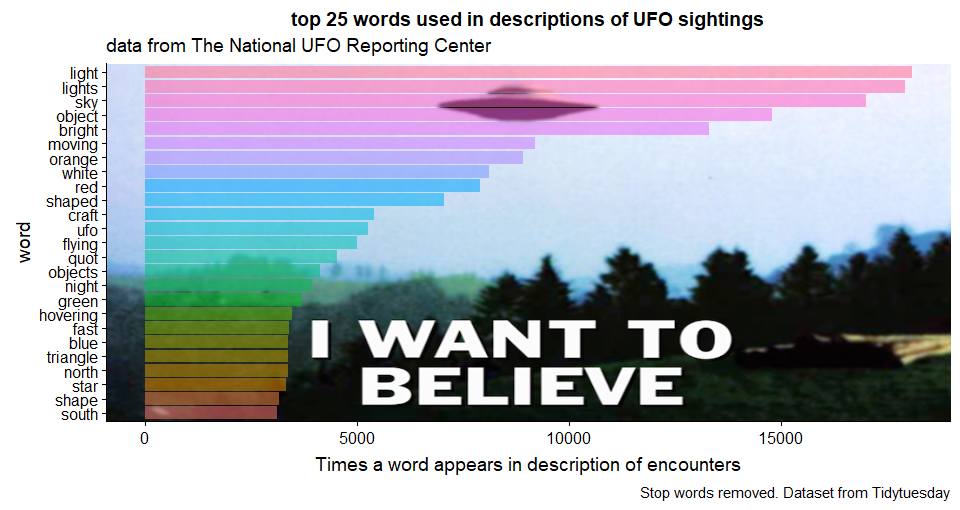 top 25 words used in descriptions of UFO sightings
data from The National UFO Reporting Center
light
lights
sky
object
bright
moving
orange
white
red
shaped
craft
ufo
flying
quot
objects
night
green
hovering
fast
blue
triangle
north
star
shape
south
word
I WANT TO
BELIEVE
0 5000 10000 15000
Times a word appears in description of encounters
Stop words removed. Dataset from Tidytuesday